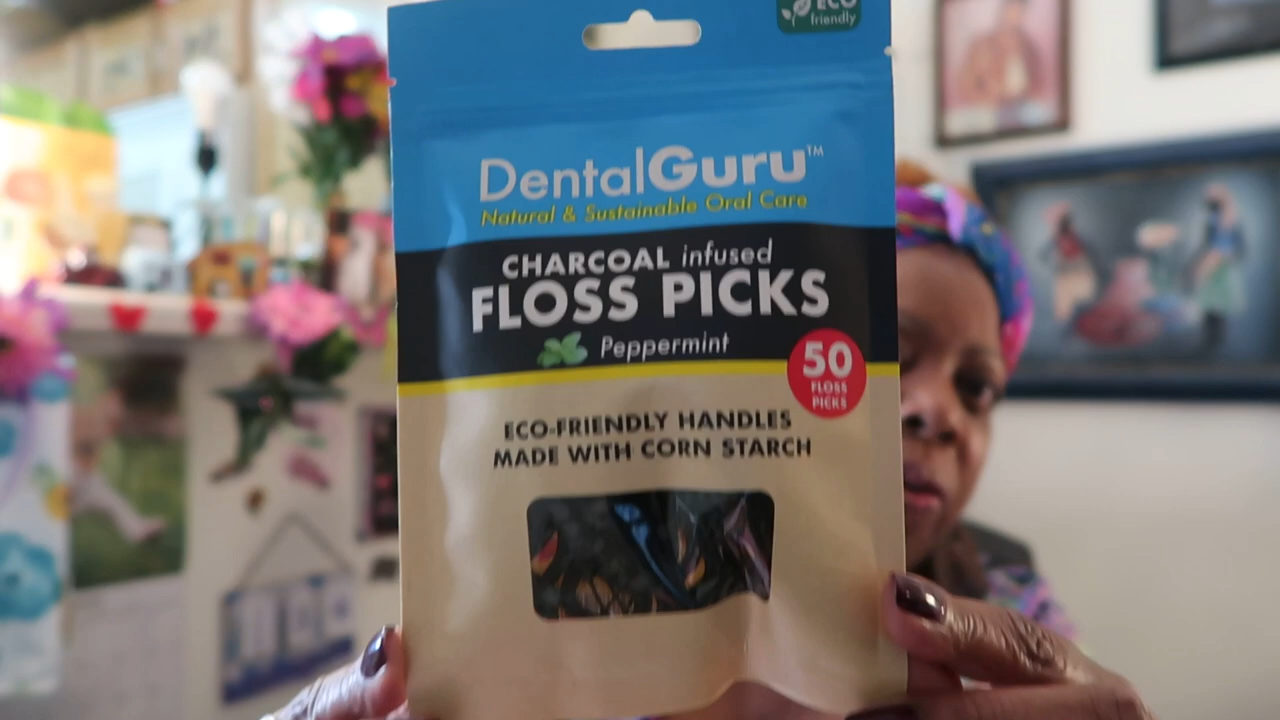 ECO
friendly
DentalGuru™
Natural & Sustainable Oral Care
CHARCOAL infused
FLOSS PICKS
Peppermint
50
FLOSS
PICKS
ECO-FRIENDLY HANDLES
MADE WITH CORN STARCH